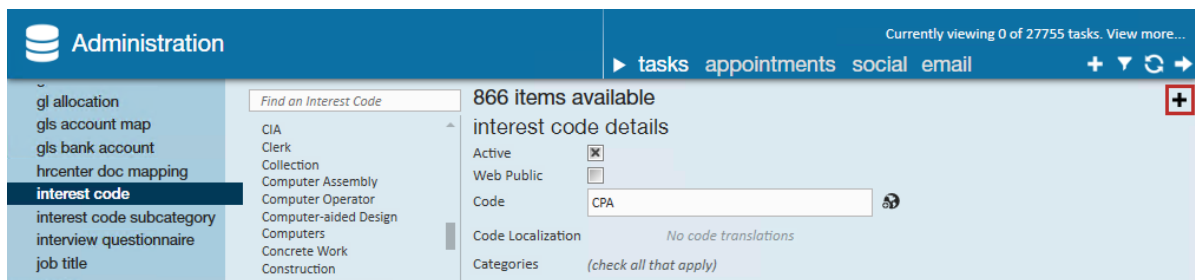 Administration
Currently viewing 0 of 27755 tasks. View more...
tasks appointments social email
gl allocation
gls account map
gls bank account
hrcenter doc mapping
interest code
interest code subcategory
interview questionnaire
job title
Find an Interest Code
CIA
Clerk
Collection
Computer Assembly
Computer Operator
Computer-aided Design
Computers
Concrete Work
Construction
866 items available
interest code details
Active
Web Public
Code CPA
Code Localization No code translations
Categories (check all that apply)